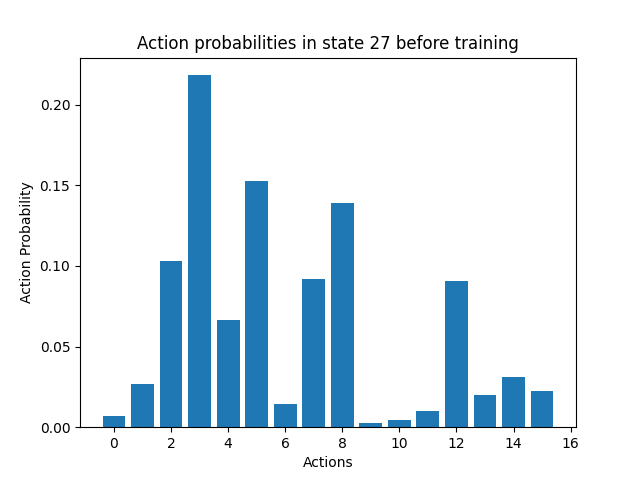 Action probabilities in state 27 before training
0.20
0.15
0.10
0.05
0.00
Action Probability
0 2 4 6 8 10 12 14 16
Actions